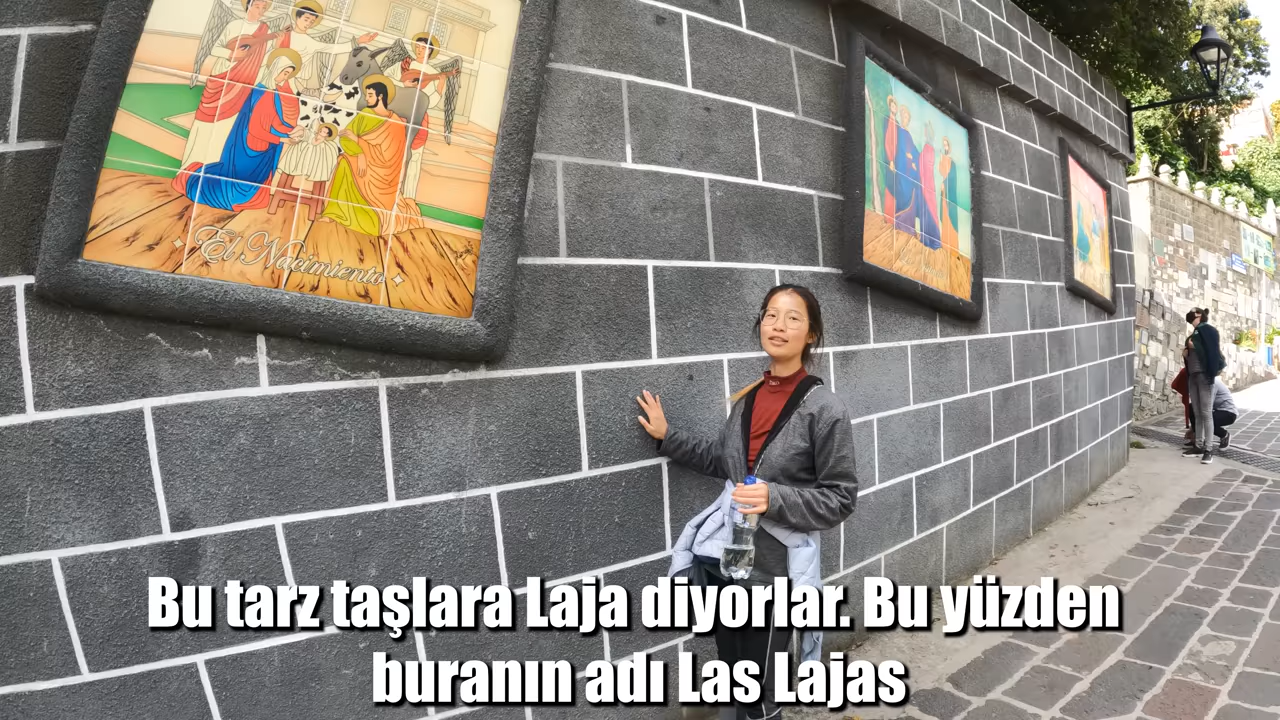 El Nacimiento
Bu tarz taşlara Laja diyorlar. Bu yüzden
buranın adı Las Lajas